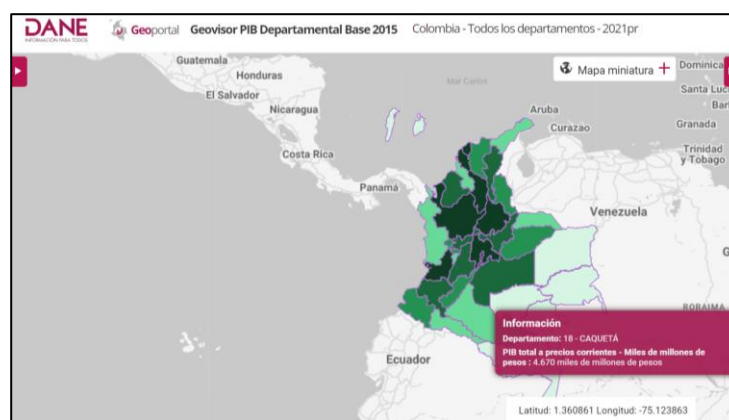 DANE
INFORMACIÓN PARA TODOS
Geoportal
Geovisor PIB Departamental Base 2015
Colombia - Todos los departamentos - 2021pr
Mapa miniatura +
Guatemala
Honduras
El Salvador
Nicaragua
Costa Rica
Panamá
Mar Caribe
Aruba
Curazao
Dominica
Santa Luc
Bar
Granada
Trinidad
y Tobago
Venezuela
G
RORAIMA
Ecuador
Información
Departamento: 18 - CAQUETÁ
PIB total a precios corrientes - Miles de millones de
pesos : 4.670 miles de millones de pesos
Latitud: 1.360861 Longitud: -75.123863